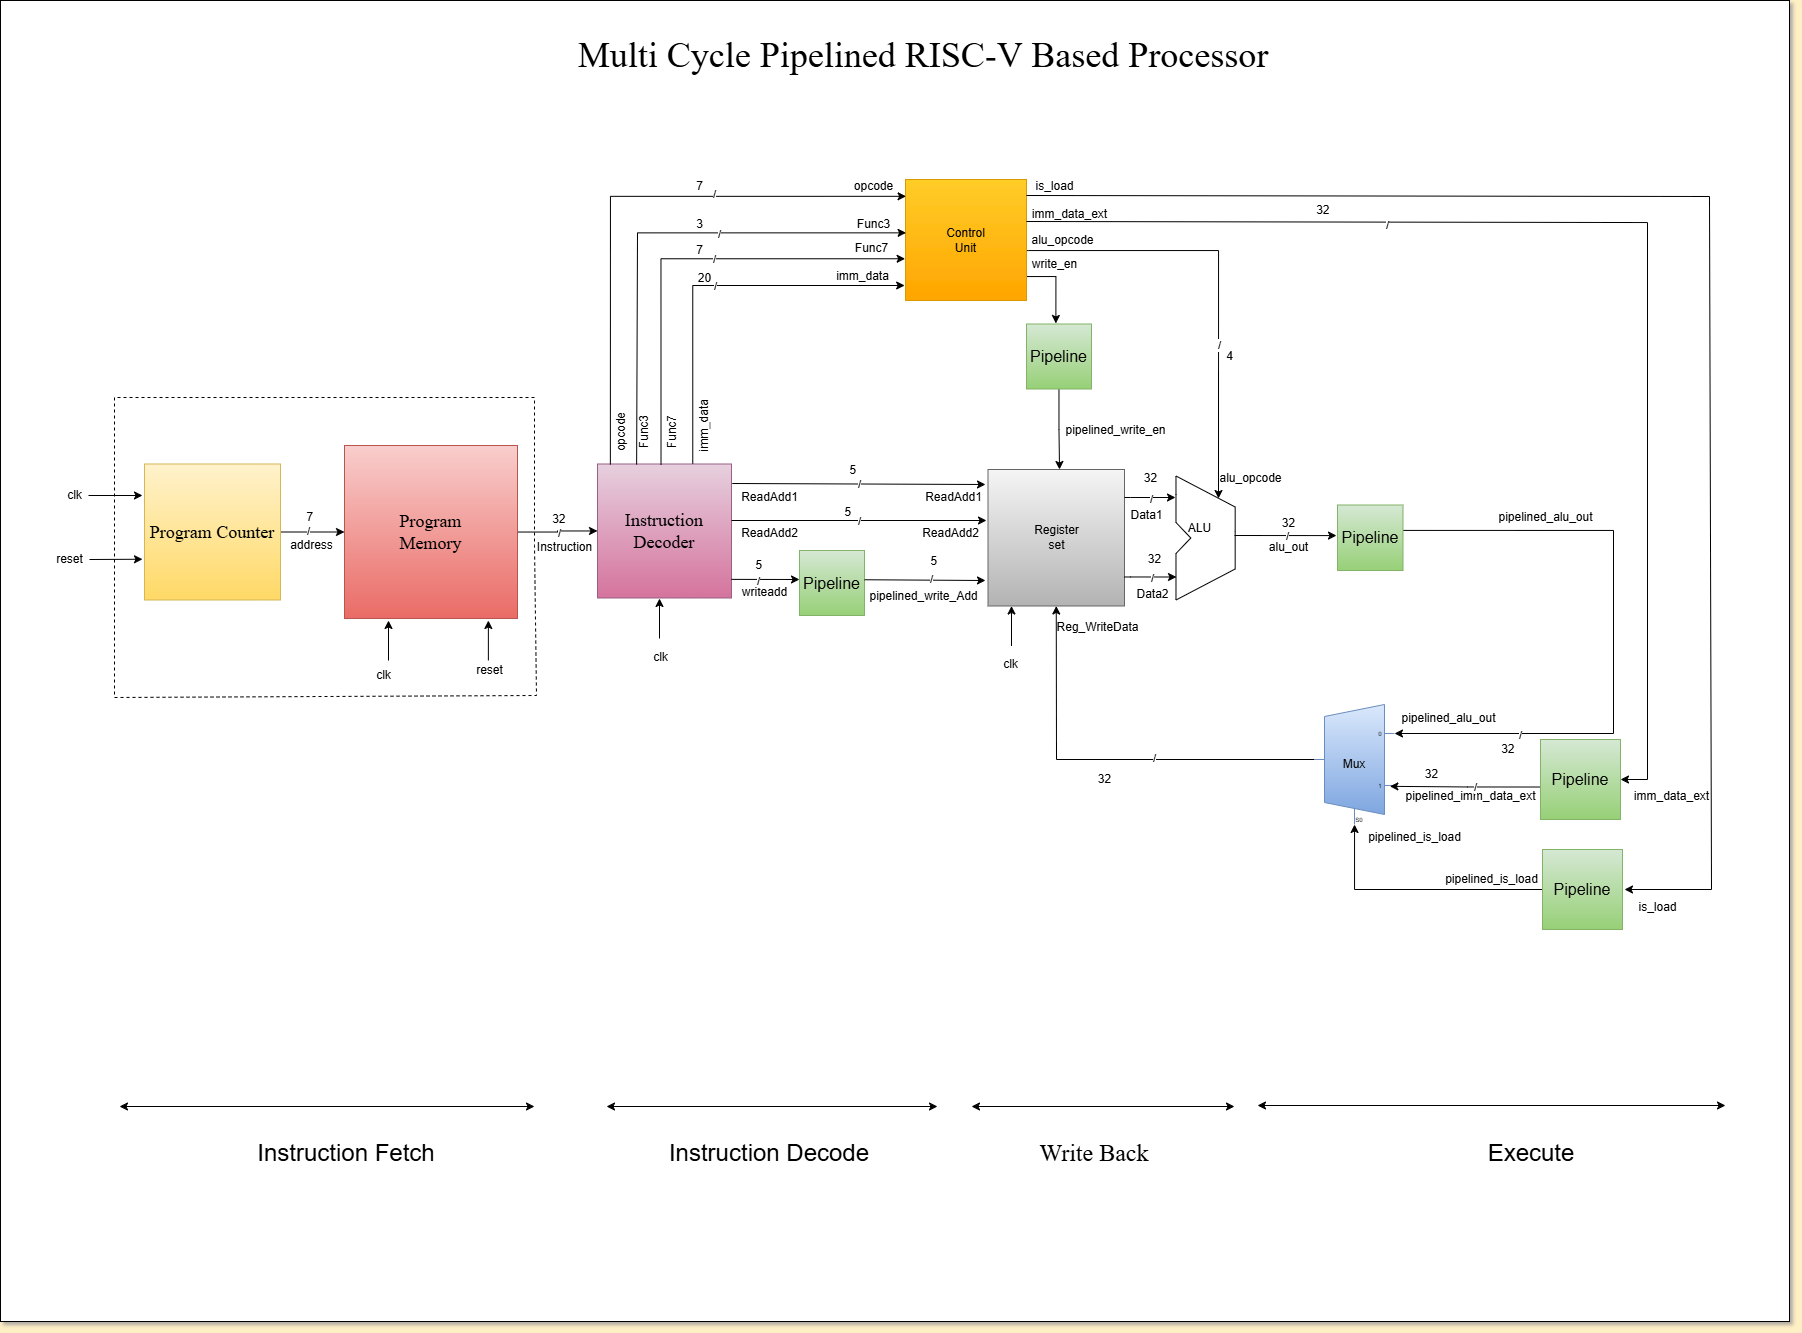 Multi Cycle Pipelined RISC-V Based Processor
7
opcode
is_load
3
Func3
imm_data_ext
32
7
Func7
alu_opcode
20
imm_data
write_en
Control
Unit
Pipeline
4
opcode
Func3
Func7
imm_data
pipelined_write_en
clk
reset
Program Counter
7
address
Program
Memory
clk
reset
32
Instruction
Instruction
Decoder
clk
5
ReadAdd1
ReadAdd1
5
ReadAdd2
ReadAdd2
5
writeadd
Pipeline
5
pipelined_write_Add
Register
set
clk
Reg_WriteData
32
Data1
32
Data2
alu_opcode
ALU
32
alu_out
Pipeline
pipelined_alu_out
pipelined_alu_out
32
0
Mux
1
S0
32
pipelined_imm_data_ext
Pipeline
imm_data_ext
32
pipelined_is_load
pipelined_is_load
Pipeline
is_load
Instruction Fetch
Instruction Decode
Write Back
Execute